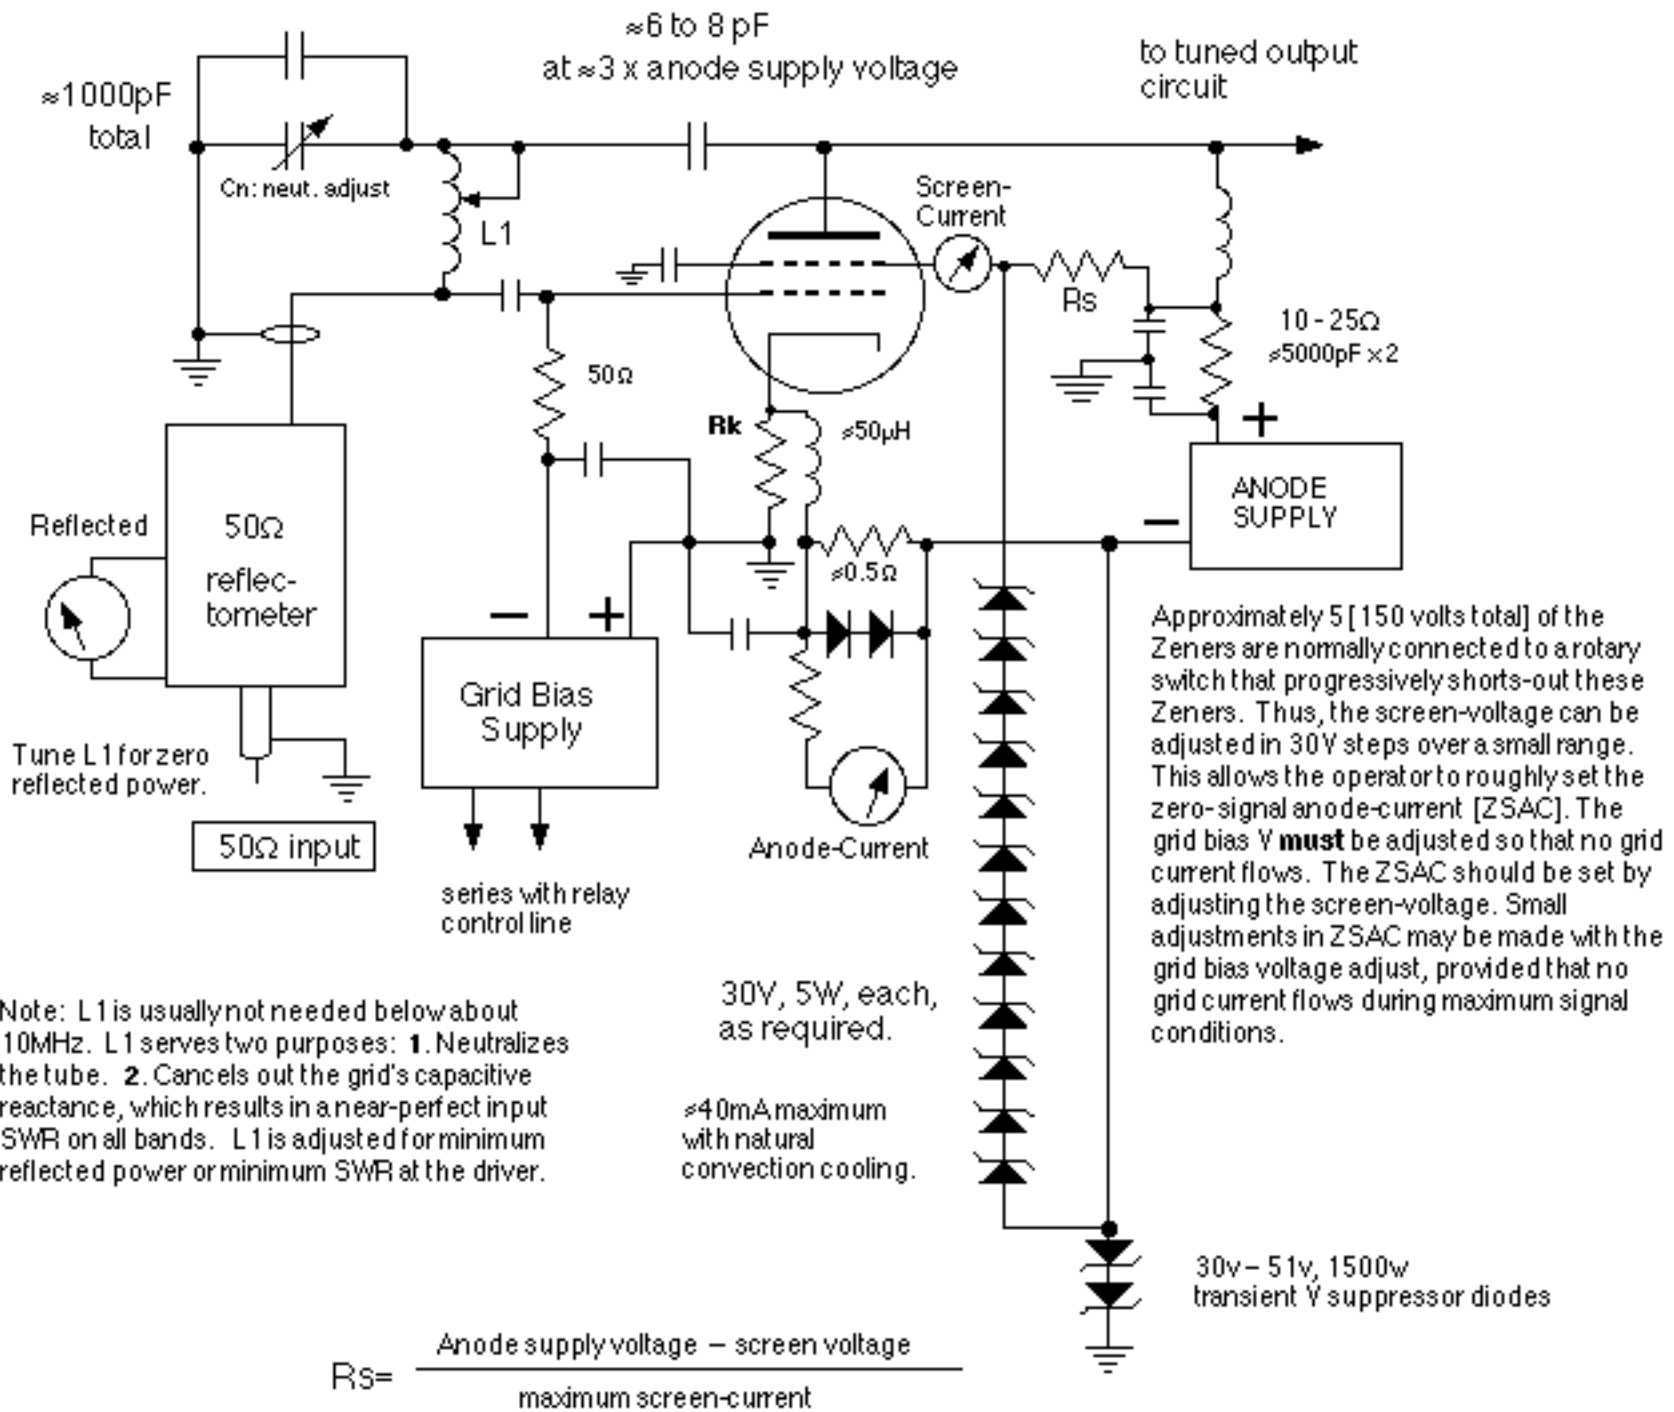 ≈6 to 8 pF
at ≈3 x anode supply voltage
to tuned output
circuit
≈1000pF
total
Cn: neut. adjust
L1
Screen-
Current
Rs
10 - 25Ω
≠5000pF × 2
50Ω
Rk
≠50µH
+
ANODE
SUPPLY
–
Reflected
50Ω
reflec-
tometer
≠0.5Ω
– +
Grid Bias
Supply
Tune L1 for zero
reflected power.
50Ω input
Anode-Current
series with relay
control line
Approximately 5 [150 volts total] of the
Zeners are normally connected to a rotary
switch that progressively shorts-out these
Zeners. Thus, the screen-voltage can be
adjusted in 30V steps over a small range.
This allows the operator to roughly set the
zero-signal anode-current [ZSAC]. The
grid bias V must be adjusted so that no grid
current flows. The ZSAC should be set by
adjusting the screen-voltage. Small
adjustments in ZSAC may be made with the
grid bias voltage adjust, provided that no
grid current flows during maximum signal
conditions.
Note: L1 is usually not needed below about
10MHz. L1 serves two purposes: 1. Neutralizes
the tube. 2. Cancels out the grid's capacitive
reactance, which results in a near-perfect input
SWR on all bands. L1 is adjusted for minimum
reflected power or minimum SWR at the driver.
30V, 5W, each,
as required.
≠40mA maximum
with natural
convection cooling.
30v – 51v, 1500w
transient V suppressor diodes
Rs=
Anode supply voltage – screen voltage
maximum screen-current